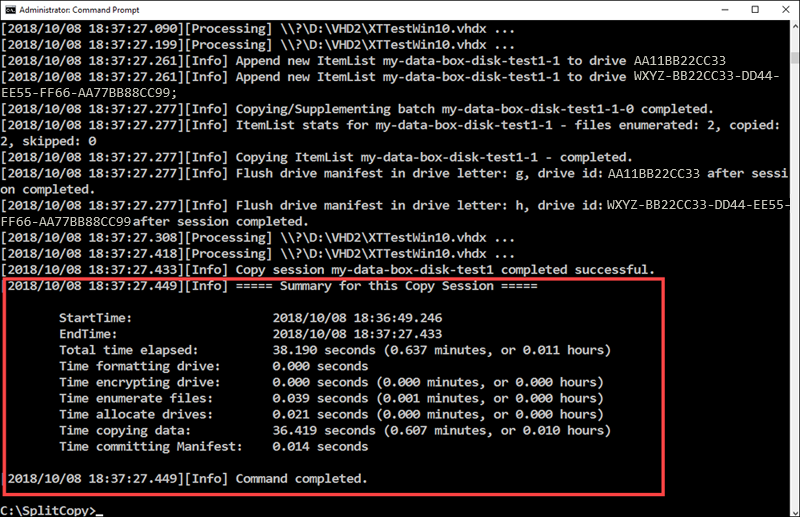 Administrator: Command Prompt
[2018/10/08 18:37:27.090][Processing] \\?\D:\VHD2\XTTestWin10.vhdx ...
[2018/10/08 18:37:27.199][Processing] \\?\D:\VHD2\XTTestWin10.vhdx ...
[2018/10/08 18:37:27.261][Info] Append new ItemList my-data-box-disk-test1-1 to drive AA11BB22CC33
[2018/10/08 18:37:27.261][Info] Append new ItemList my-data-box-disk-test1-1 to drive WXYZ-BB22CC33-DD44-
EE55-FF66-AA77BB88CC99;
[2018/10/08 18:37:27.277][Info] Copying/Supplementing batch my-data-box-disk-test1-1-0 completed.
[2018/10/08 18:37:27.277][Info] ItemList stats for my-data-box-disk-test1-1 - files enumerated: 2, copied:
2, skipped: 0
[2018/10/08 18:37:27.277][Info] Copying ItemList my-data-box-disk-test1-1 - completed.
[2018/10/08 18:37:27.277][Info] Flush drive manifest in drive letter: g, drive id: AA11BB22CC33 after sessi
on completed.
[2018/10/08 18:37:27.277][Info] Flush drive manifest in drive letter: h, drive id: WXYZ-BB22CC33-DD44-EE55-
FF66-AA77BB88CC99 after session completed.
[2018/10/08 18:37:27.308][Processing] \\?\D:\VHD2\XTTestWin10.vhdx ...
[2018/10/08 18:37:27.418][Processing] \\?\D:\VHD2\XTTestWin10.vhdx ...
[2018/10/08 18:37:27.433][Info] Copy session my-data-box-disk-test1 completed successfully.
[2018/10/08 18:37:27.449][Info] ===== Summary for this Copy Session =====
StartTime: 2018/10/08 18:36:49.246
EndTime: 2018/10/08 18:37:27.433
Total time elapsed: 38.190 seconds (0.637 minutes, or 0.011 hours)
Time formatting drive: 0.000 seconds
Time encrypting drive: 0.000 seconds (0.000 minutes, or 0.000 hours)
Time enumerate files: 0.039 seconds (0.001 minutes, or 0.000 hours)
Time allocate drives: 0.021 seconds (0.000 minutes, or 0.000 hours)
Time copying data: 36.419 seconds (0.607 minutes, or 0.010 hours)
Time committing Manifest: 0.014 seconds
[2018/10/08 18:37:27.449][Info] Command completed.
C:\SplitCopy>_